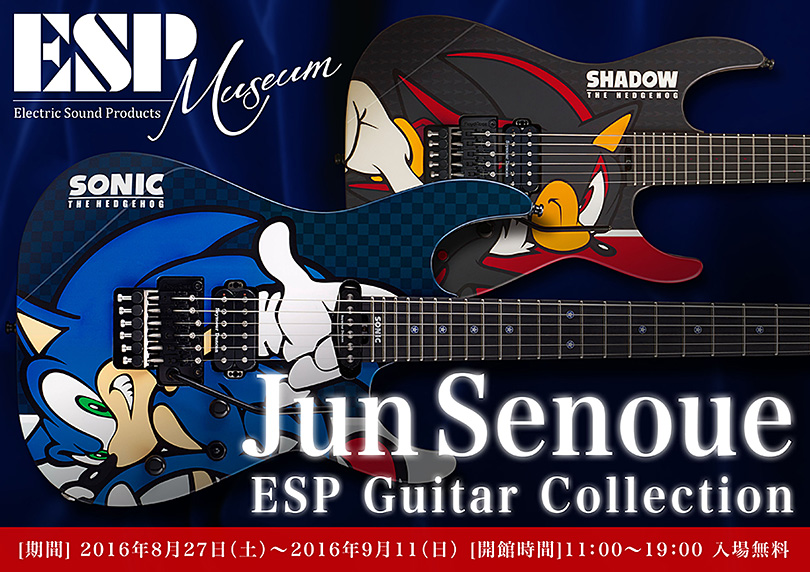 ESP Museum
Electric Sound Products
SHADOW
THE HEDGEHOG
SONIC
THE HEDGEHOG
SONIC
Jun Senoue
ESP Guitar Collection
[期間] 2016年8月27日(土)〜2016年9月11日(日) [開館時間]11:00〜19:00 入場無料